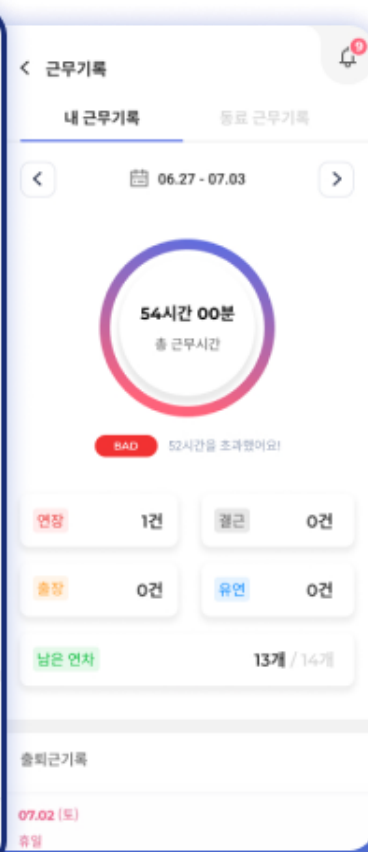 9
근무기록
내 근무기록 동료 근무기록
06.27 - 07.03
54시간 00분
총 근무시간
BAD 52시간을 초과했어요!
연장 1건 결근 0건
출장 0건 유연 0건
남은 연차 13개 / 14개
출퇴근기록
07.02 (토)
휴일